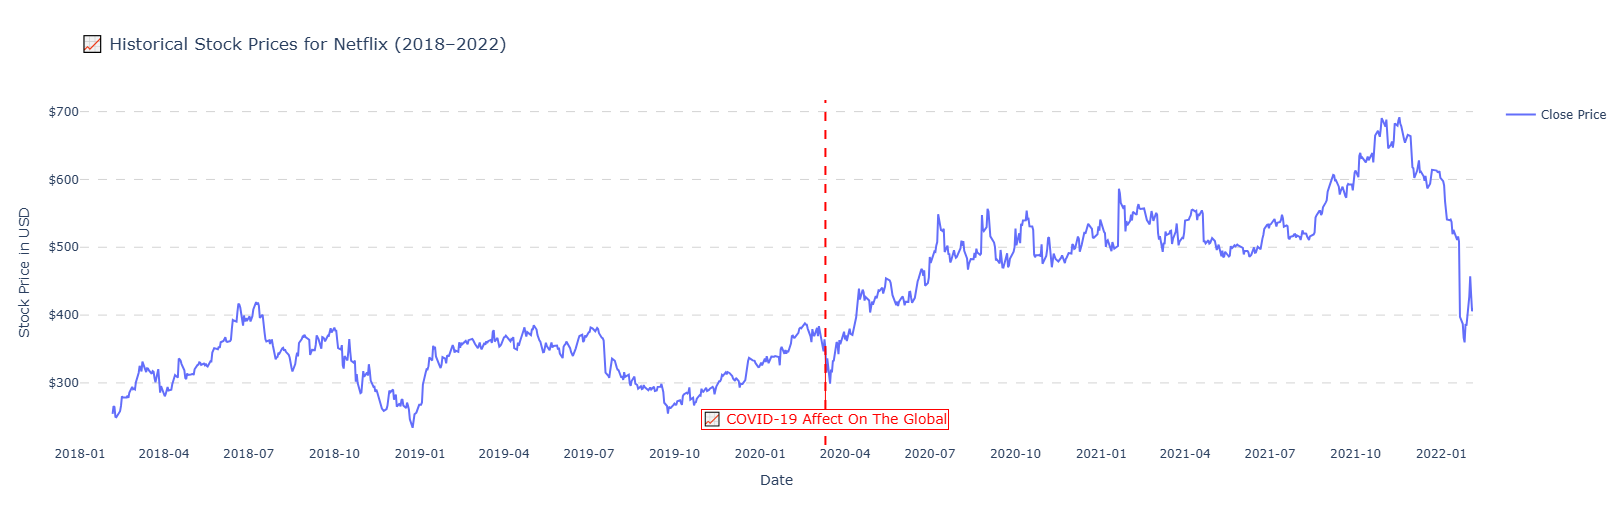 📈 Historical Stock Prices for Netflix (2018–2022)
Stock Price in USD
$700
$600
$500
$400
$300
Close Price
📈 COVID-19 Affect On The Global
2018-01 2018-04 2018-07 2018-10 2019-01 2019-04 2019-07 2019-10 2020-01 2020-04 2020-07 2020-10 2021-01 2021-04 2021-07 2021-10 2022-01
Date